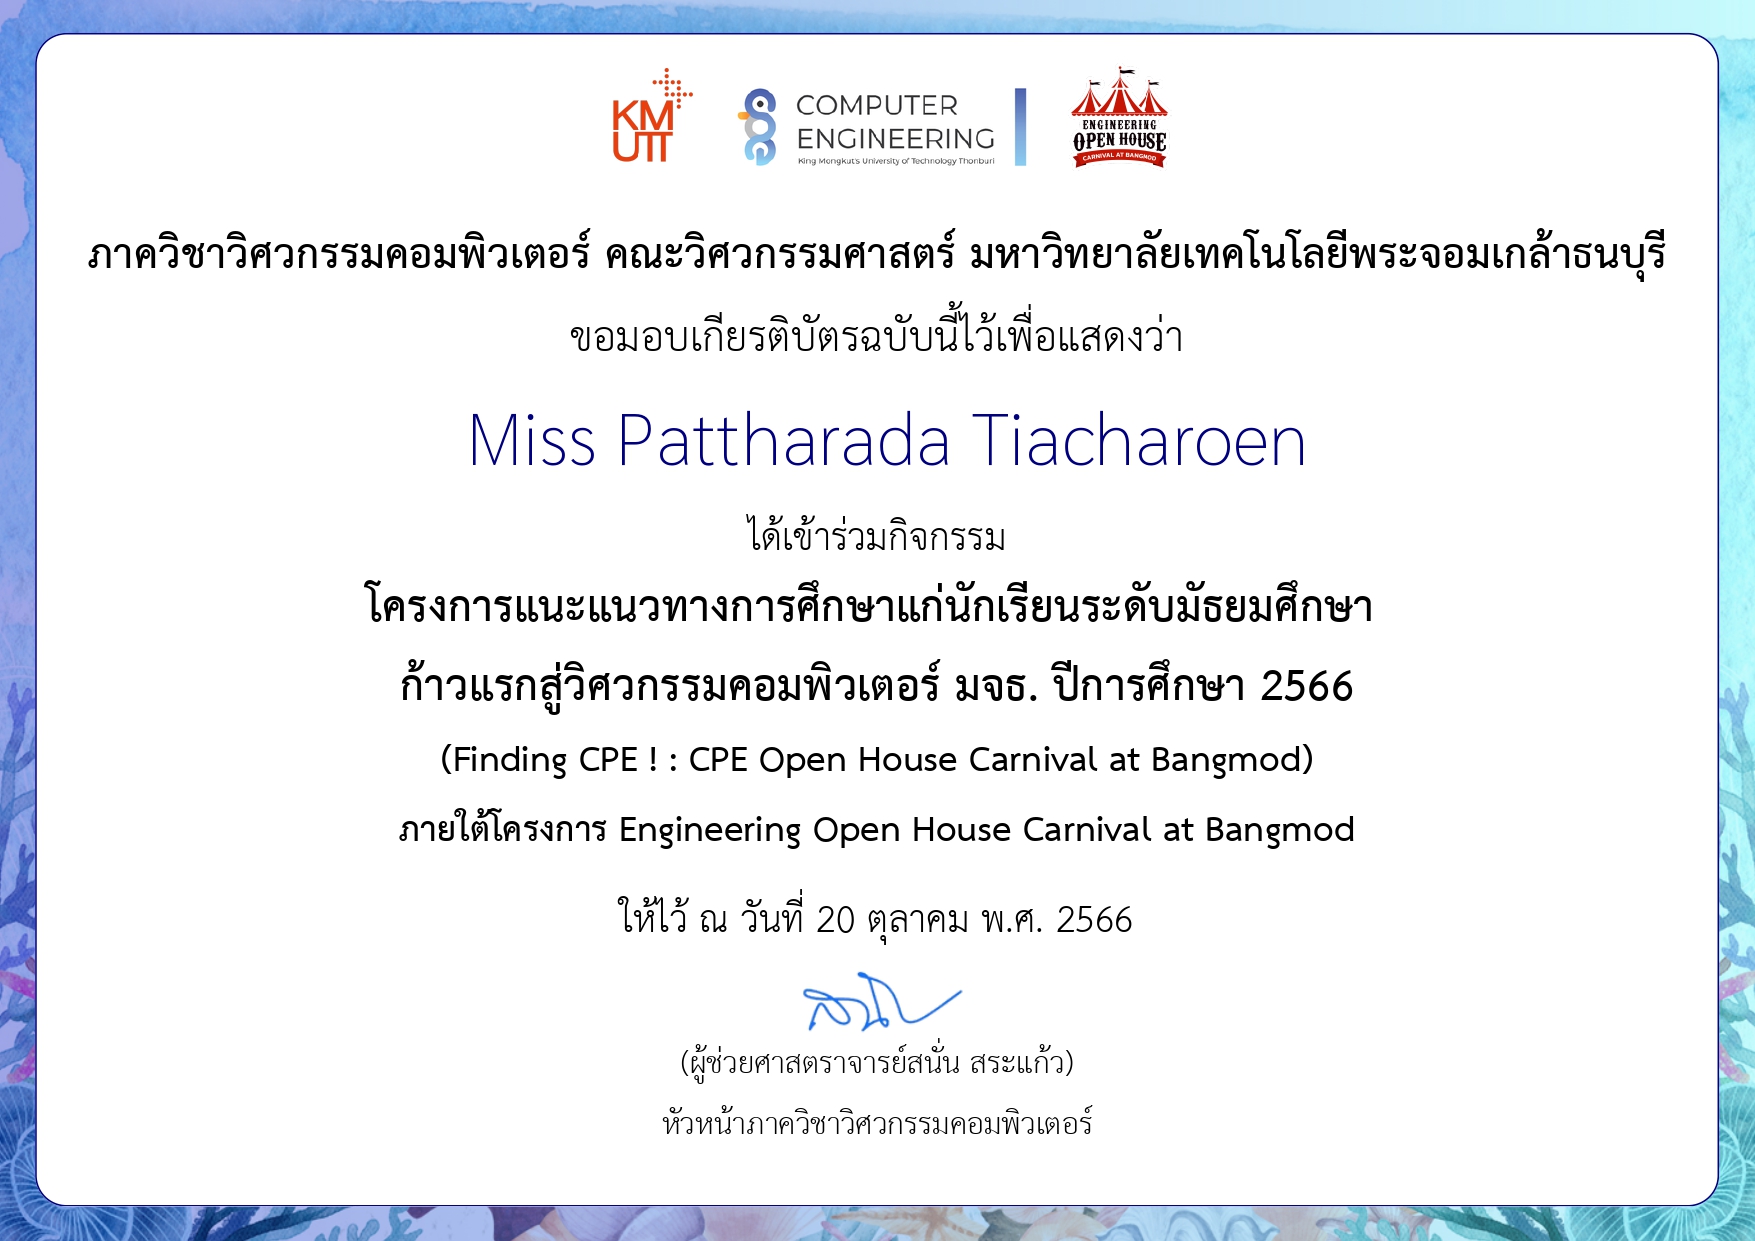 KM
UTT
COMPUTER
ENGINEERING
King Mongkut's University of Technology Thonburi
ENGINEERING
OPEN HOUSE
CARNIVAL AT BANGMOD
ภาควิชาวิศวกรรมคอมพิวเตอร์ คณะวิศวกรรมศาสตร์ มหาวิทยาลัยเทคโนโลยีพระจอมเกล้าธนบุรี
ขอมอบเกียรติบัตรฉบับนี้ไว้เพื่อแสดงว่า
Miss Pattharada Tiacharoen
ได้เข้าร่วมกิจกรรม
โครงการแนะแนวทางการศึกษาแก่นักเรียนระดับมัธยมศึกษา
ก้าวแรกสู่วิศวกรรมคอมพิวเตอร์ มจธ. ปีการศึกษา 2566
(Finding CPE ! : CPE Open House Carnival at Bangmod)
ภายใต้โครงการ Engineering Open House Carnival at Bangmod
ให้ไว้ ณ วันที่ 20 ตุลาคม พ.ศ. 2566
(ผู้ช่วยศาสตราจารย์สนั่น สระแก้ว)
หัวหน้าภาควิชาวิศวกรรมคอมพิวเตอร์